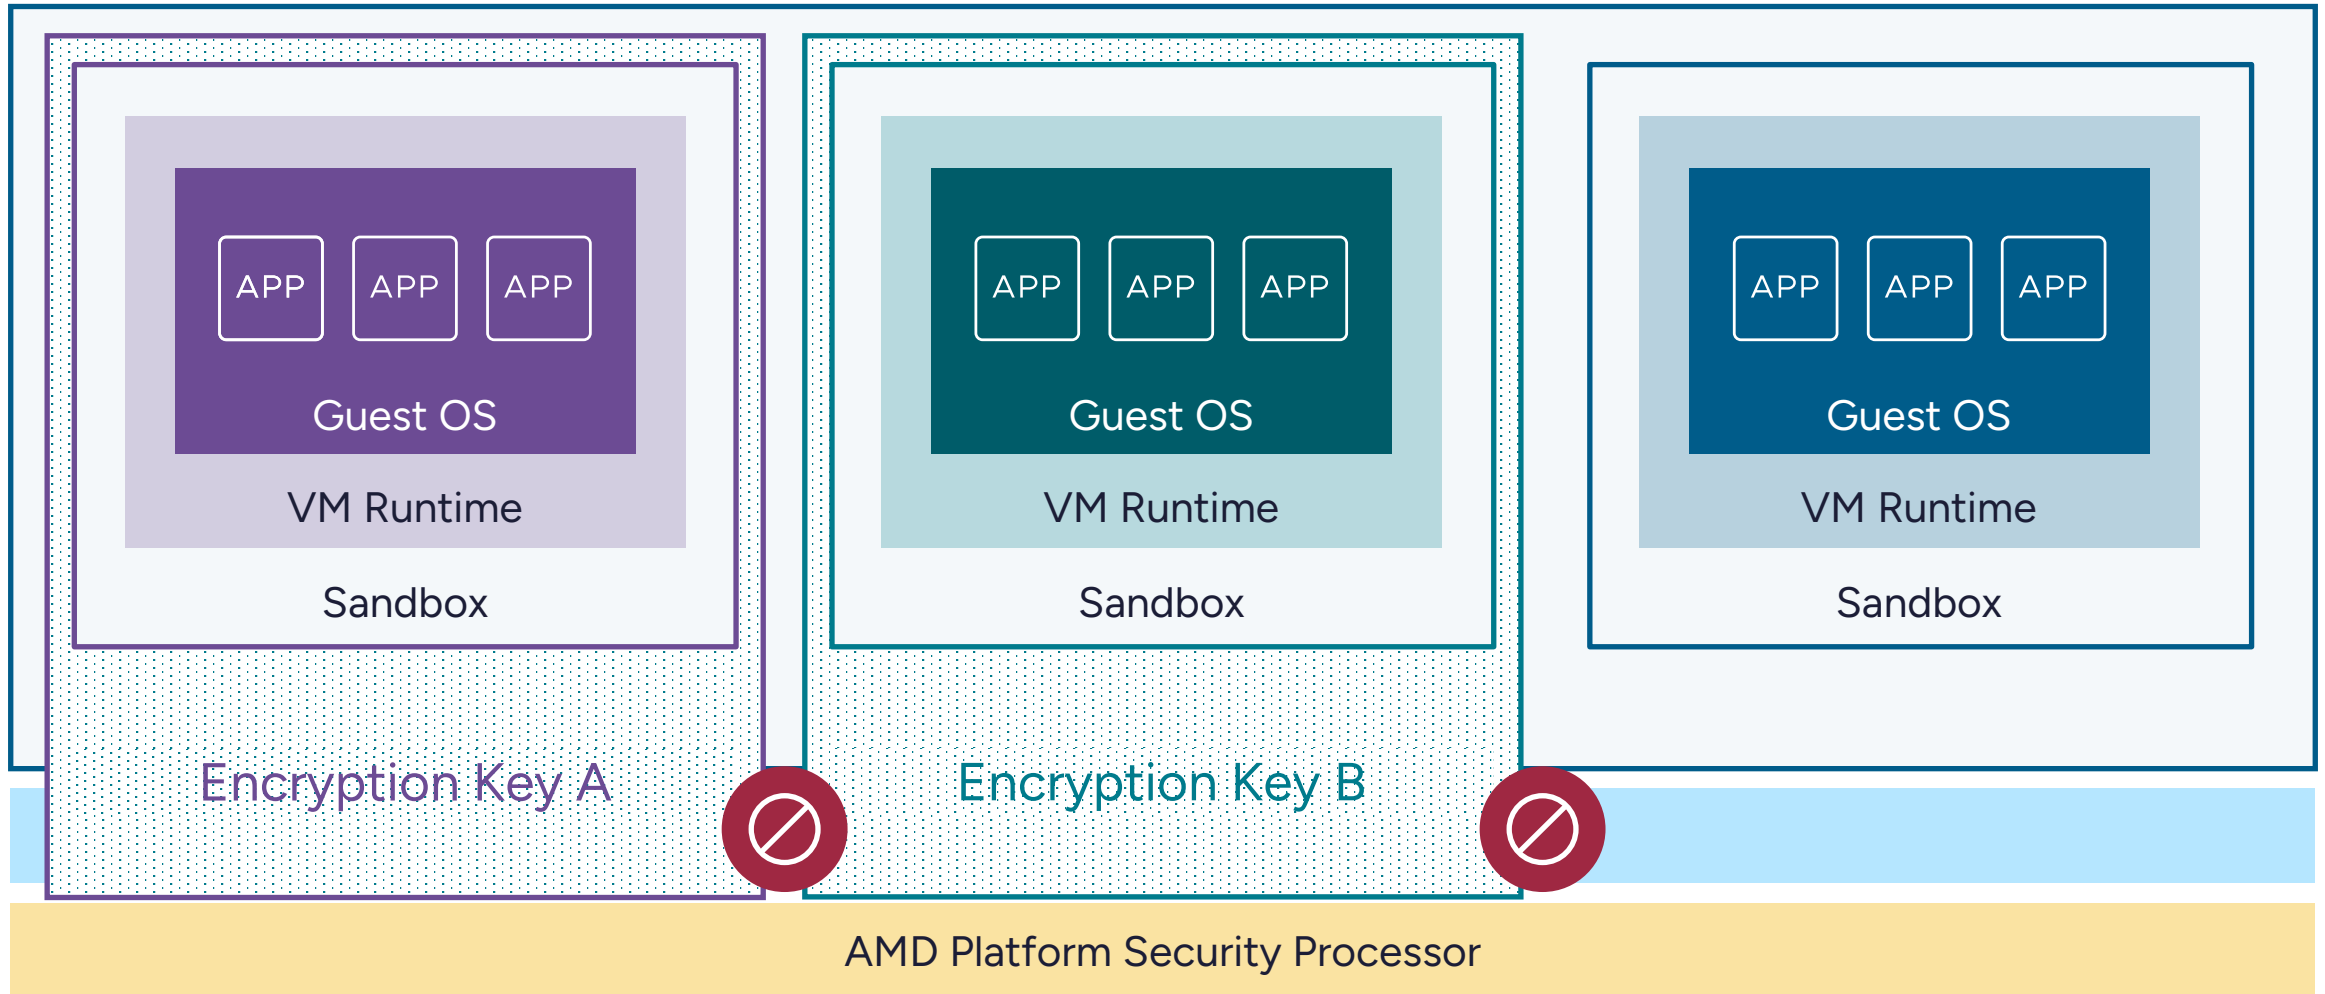 APP APP APP
Guest OS
VM Runtime
Sandbox
Encryption Key A
APP APP APP
Guest OS
VM Runtime
Sandbox
Encryption Key B
APP APP APP
Guest OS
VM Runtime
Sandbox
AMD Platform Security Processor